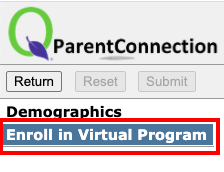 ParentConnection
Return Reset Submit
Demographics
Enroll in Virtual Program